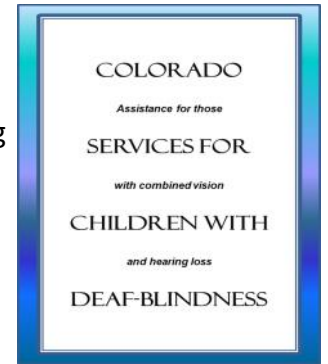 COLORADO
Assistance for those
SERVICES FOR
with combined vision
CHILDREN WITH
and hearing loss
DEAF-BLINDNESS